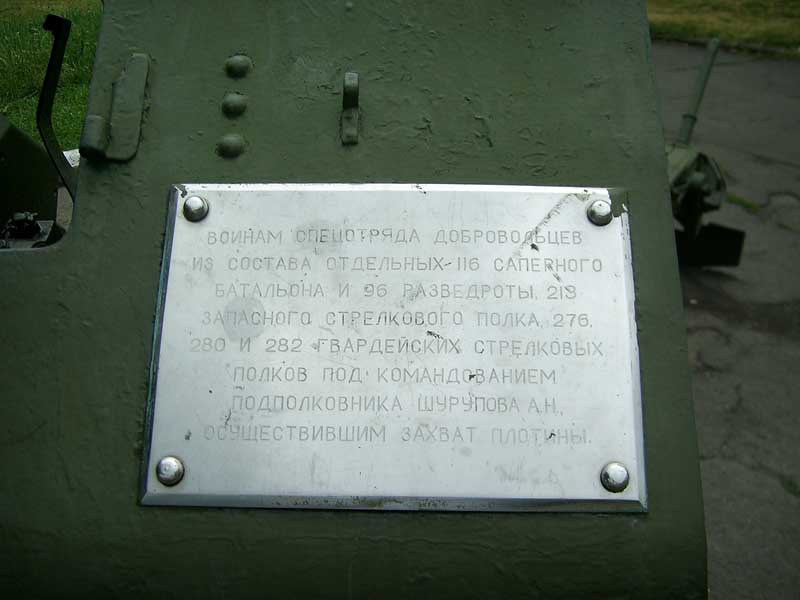 ВОИНАМ СПЕЦОТРЯДА ДОБРОВОЛЬЦЕВ
ИЗ СОСТАВА ОТДЕЛЬНЫХ 116 САПЕРНОГО
БАТАЛЬОНА И 96 РАЗВЕДРОТЫ, 213
ЗАПАСНОГО СТРЕЛКОВОГО ПОЛКА, 276,
280 И 282 ГВАРДЕЙСКИХ СТРЕЛКОВЫХ
ПОЛКОВ ПОД КОМАНДОВАНИЕМ
ПОДПОЛКОВНИКА ШУРУПОВА А.Н.,
ОСУЩЕСТВИВШИМ ЗАХВАТ ПЛОТИНЫ.